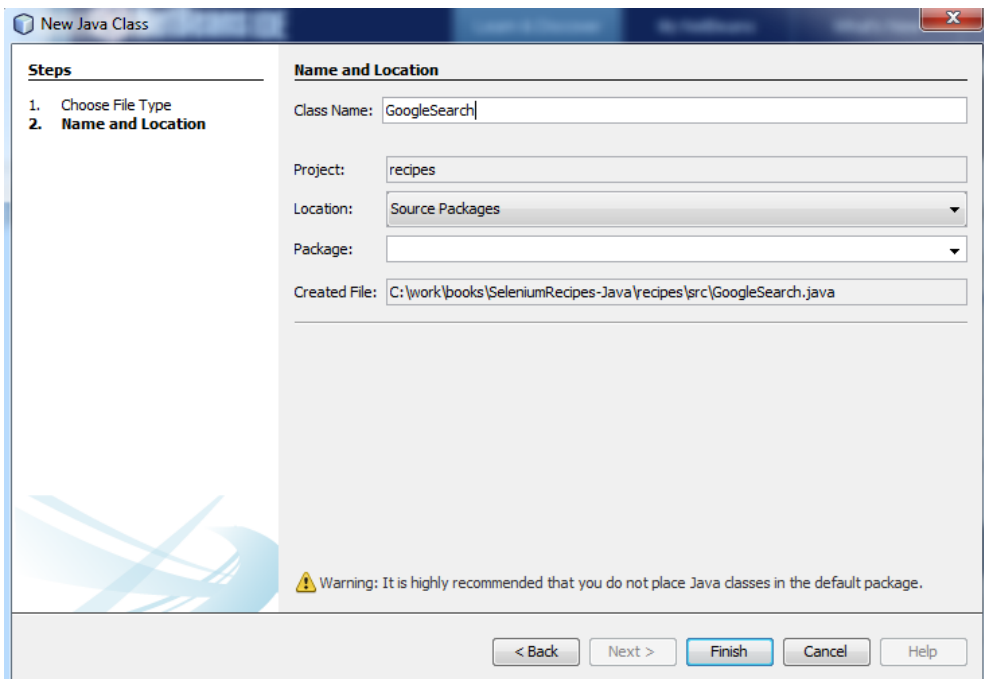 New Java Class
Steps
1. Choose File Type
2. Name and Location
Name and Location
Class Name: GoogleSearch
Project: recipes
Location: Source Packages
Package:
Created File: C:\work\books\SeleniumRecipes-Java\recipes\src\GoogleSearch.java
Warning: It is highly recommended that you do not place Java classes in the default package.
< Back Next > Finish Cancel Help